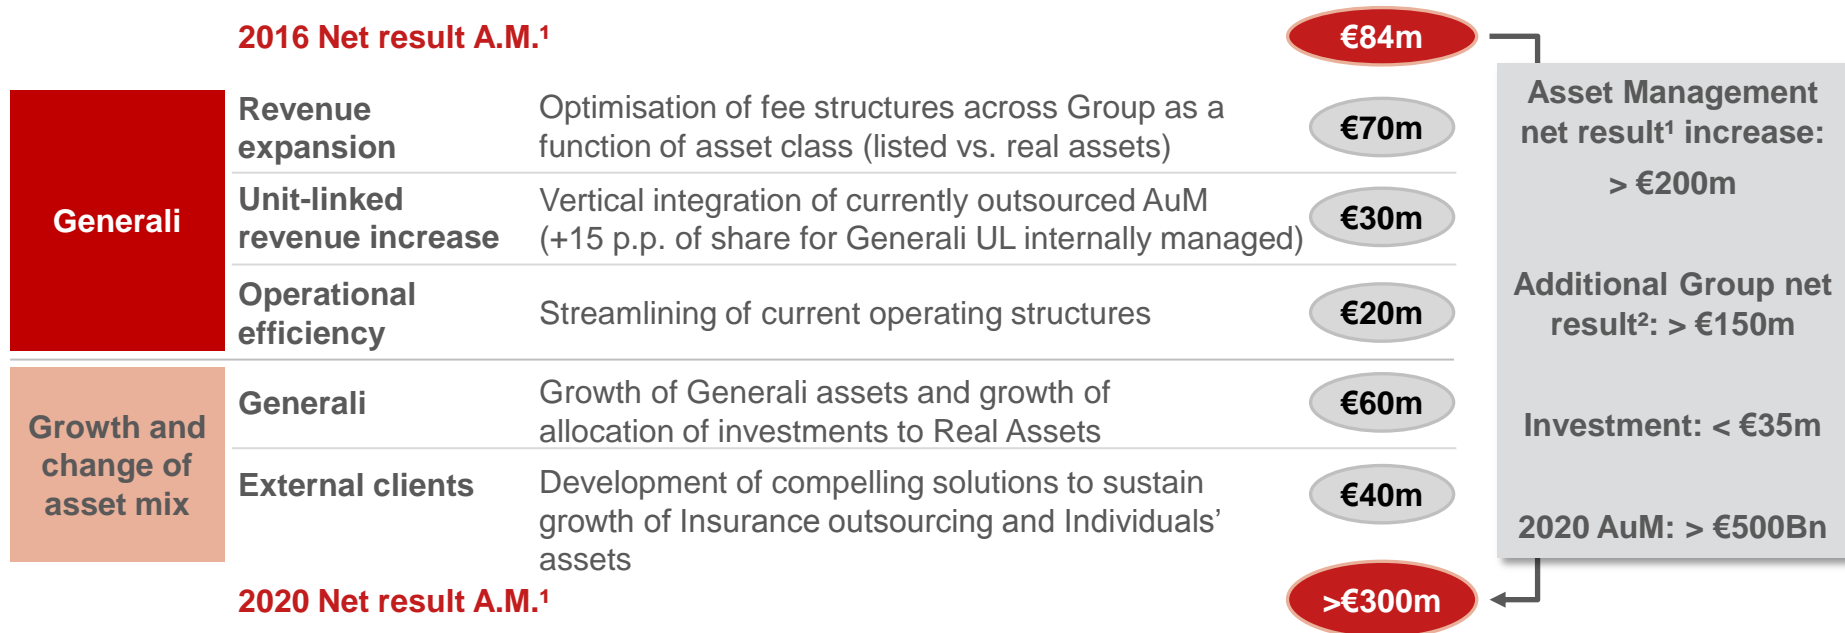 2016 Net result A.M.¹
€84m
Generali
Revenue
expansion
Optimisation of fee structures across Group as a
function of asset class (listed vs. real assets)
€70m
Unit-linked
revenue increase
Vertical integration of currently outsourced AuM
(+15 p.p. of share for Generali UL internally managed)
€30m
Operational
efficiency
Streamlining of current operating structures
€20m
Growth and
change of
asset mix
Generali
Growth of Generali assets and growth of
allocation of investments to Real Assets
€60m
External clients
Development of compelling solutions to sustain
growth of Insurance outsourcing and Individuals’
assets
€40m
2020 Net result A.M.¹
>€300m
Asset Management
net result¹ increase:
> €200m
Additional Group net
result²: > €150m
Investment: < €35m
2020 AuM: > €500Bn